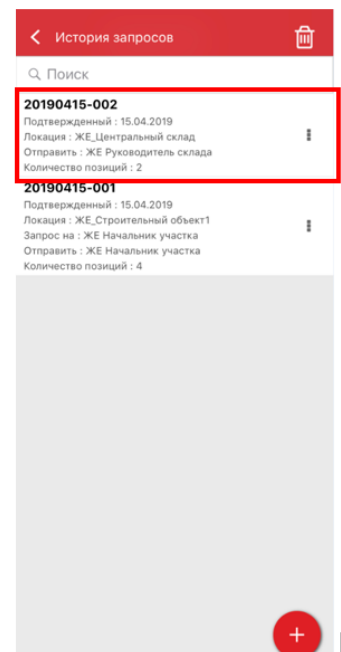 История запросов
Поиск
20190415-002
Подтвержденный : 15.04.2019
Локация : ЖЕ_Центральный склад
Отправить : ЖЕ Руководитель склада
Количество позиций : 2
20190415-001
Подтвержденный : 15.04.2019
Локация : ЖЕ_Строительный объект1
Запрос на : ЖЕ Начальник участка
Отправить : ЖЕ Начальник участка
Количество позиций : 4